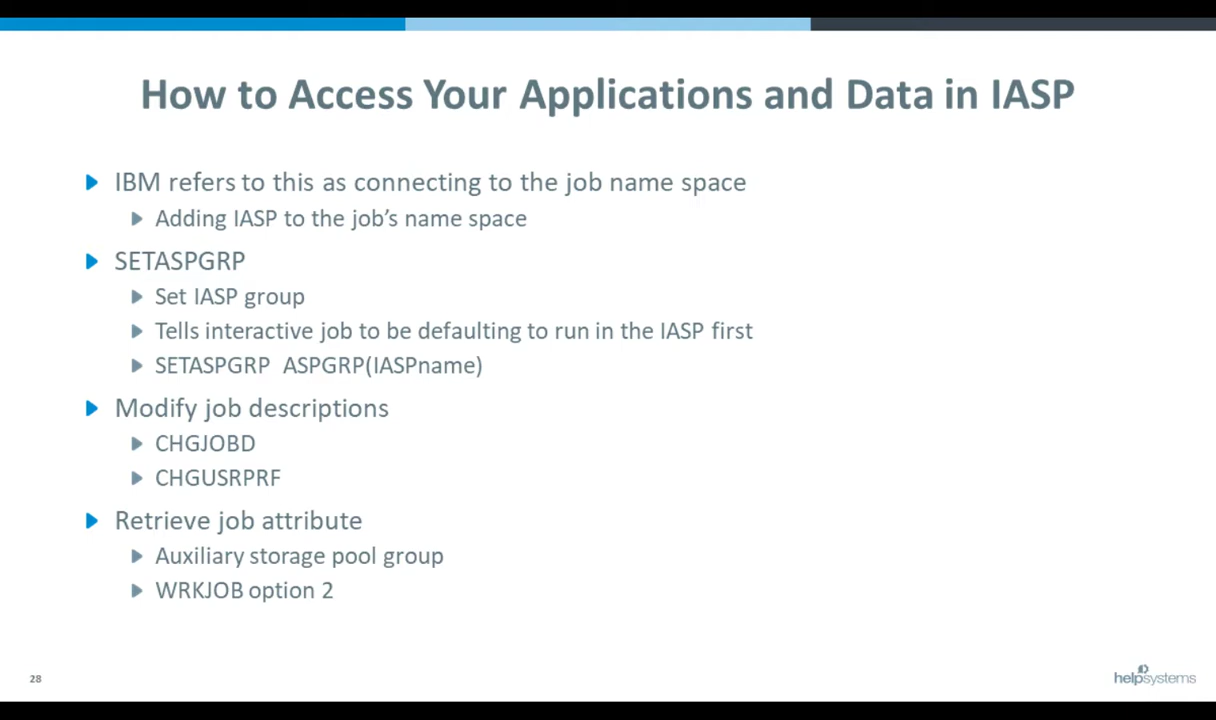 How to Access Your Applications and Data in IASP
IBM refers to this as connecting to the job name space
Adding IASP to the job’s name space
SETASPGRP
Set IASP group
Tells interactive job to be defaulting to run in the IASP first
SETASPGRP  ASPGRP(IASPname)
Modify job descriptions
CHGJOBD
CHGUSRPRF
Retrieve job attribute
Auxiliary storage pool group
WRKJOB option 2
28
helpsystems